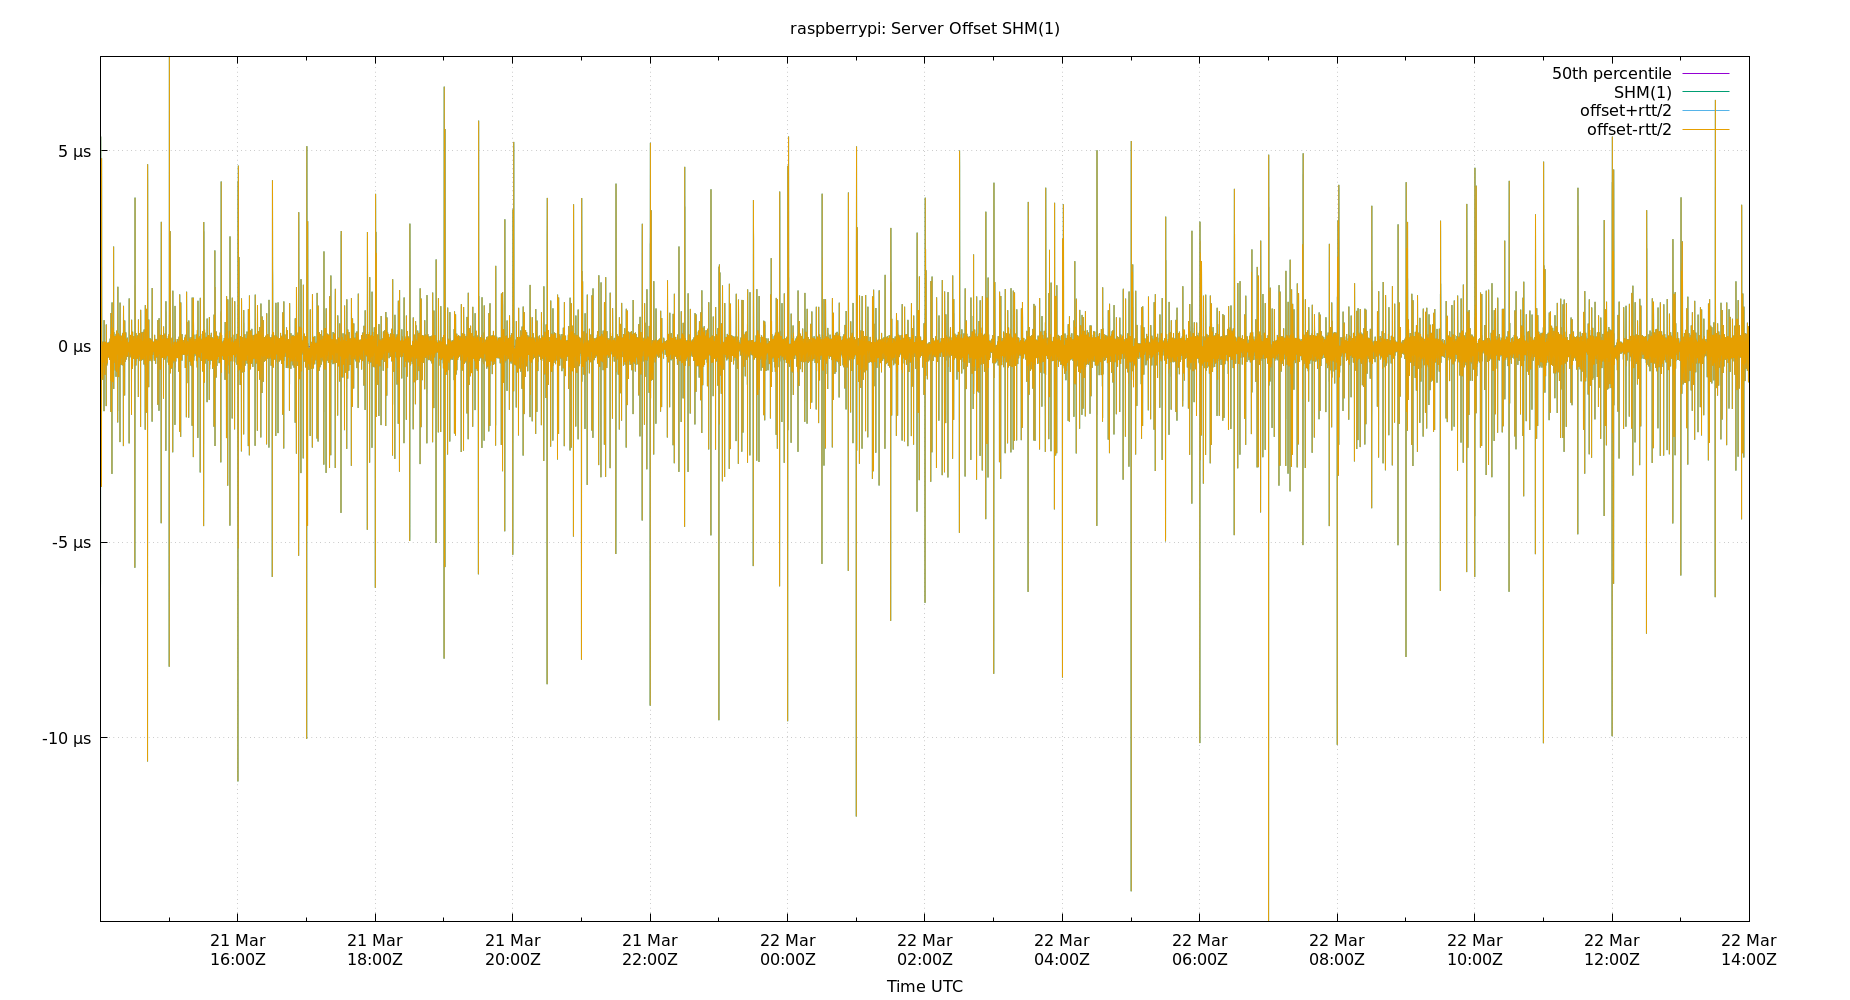 raspberrypi: Server Offset SHM(1)
50th percentile
SHM(1)
offset+rtt/2
offset-rtt/2
5 µs
0 µs
-5 µs
-10 µs
21 Mar 21 Mar 21 Mar 21 Mar 22 Mar 22 Mar 22 Mar 22 Mar 22 Mar 22 Mar 22 Mar 22 Mar
16:00Z 18:00Z 20:00Z 22:00Z 00:00Z 02:00Z 04:00Z 06:00Z 08:00Z 10:00Z 12:00Z 14:00Z
Time UTC